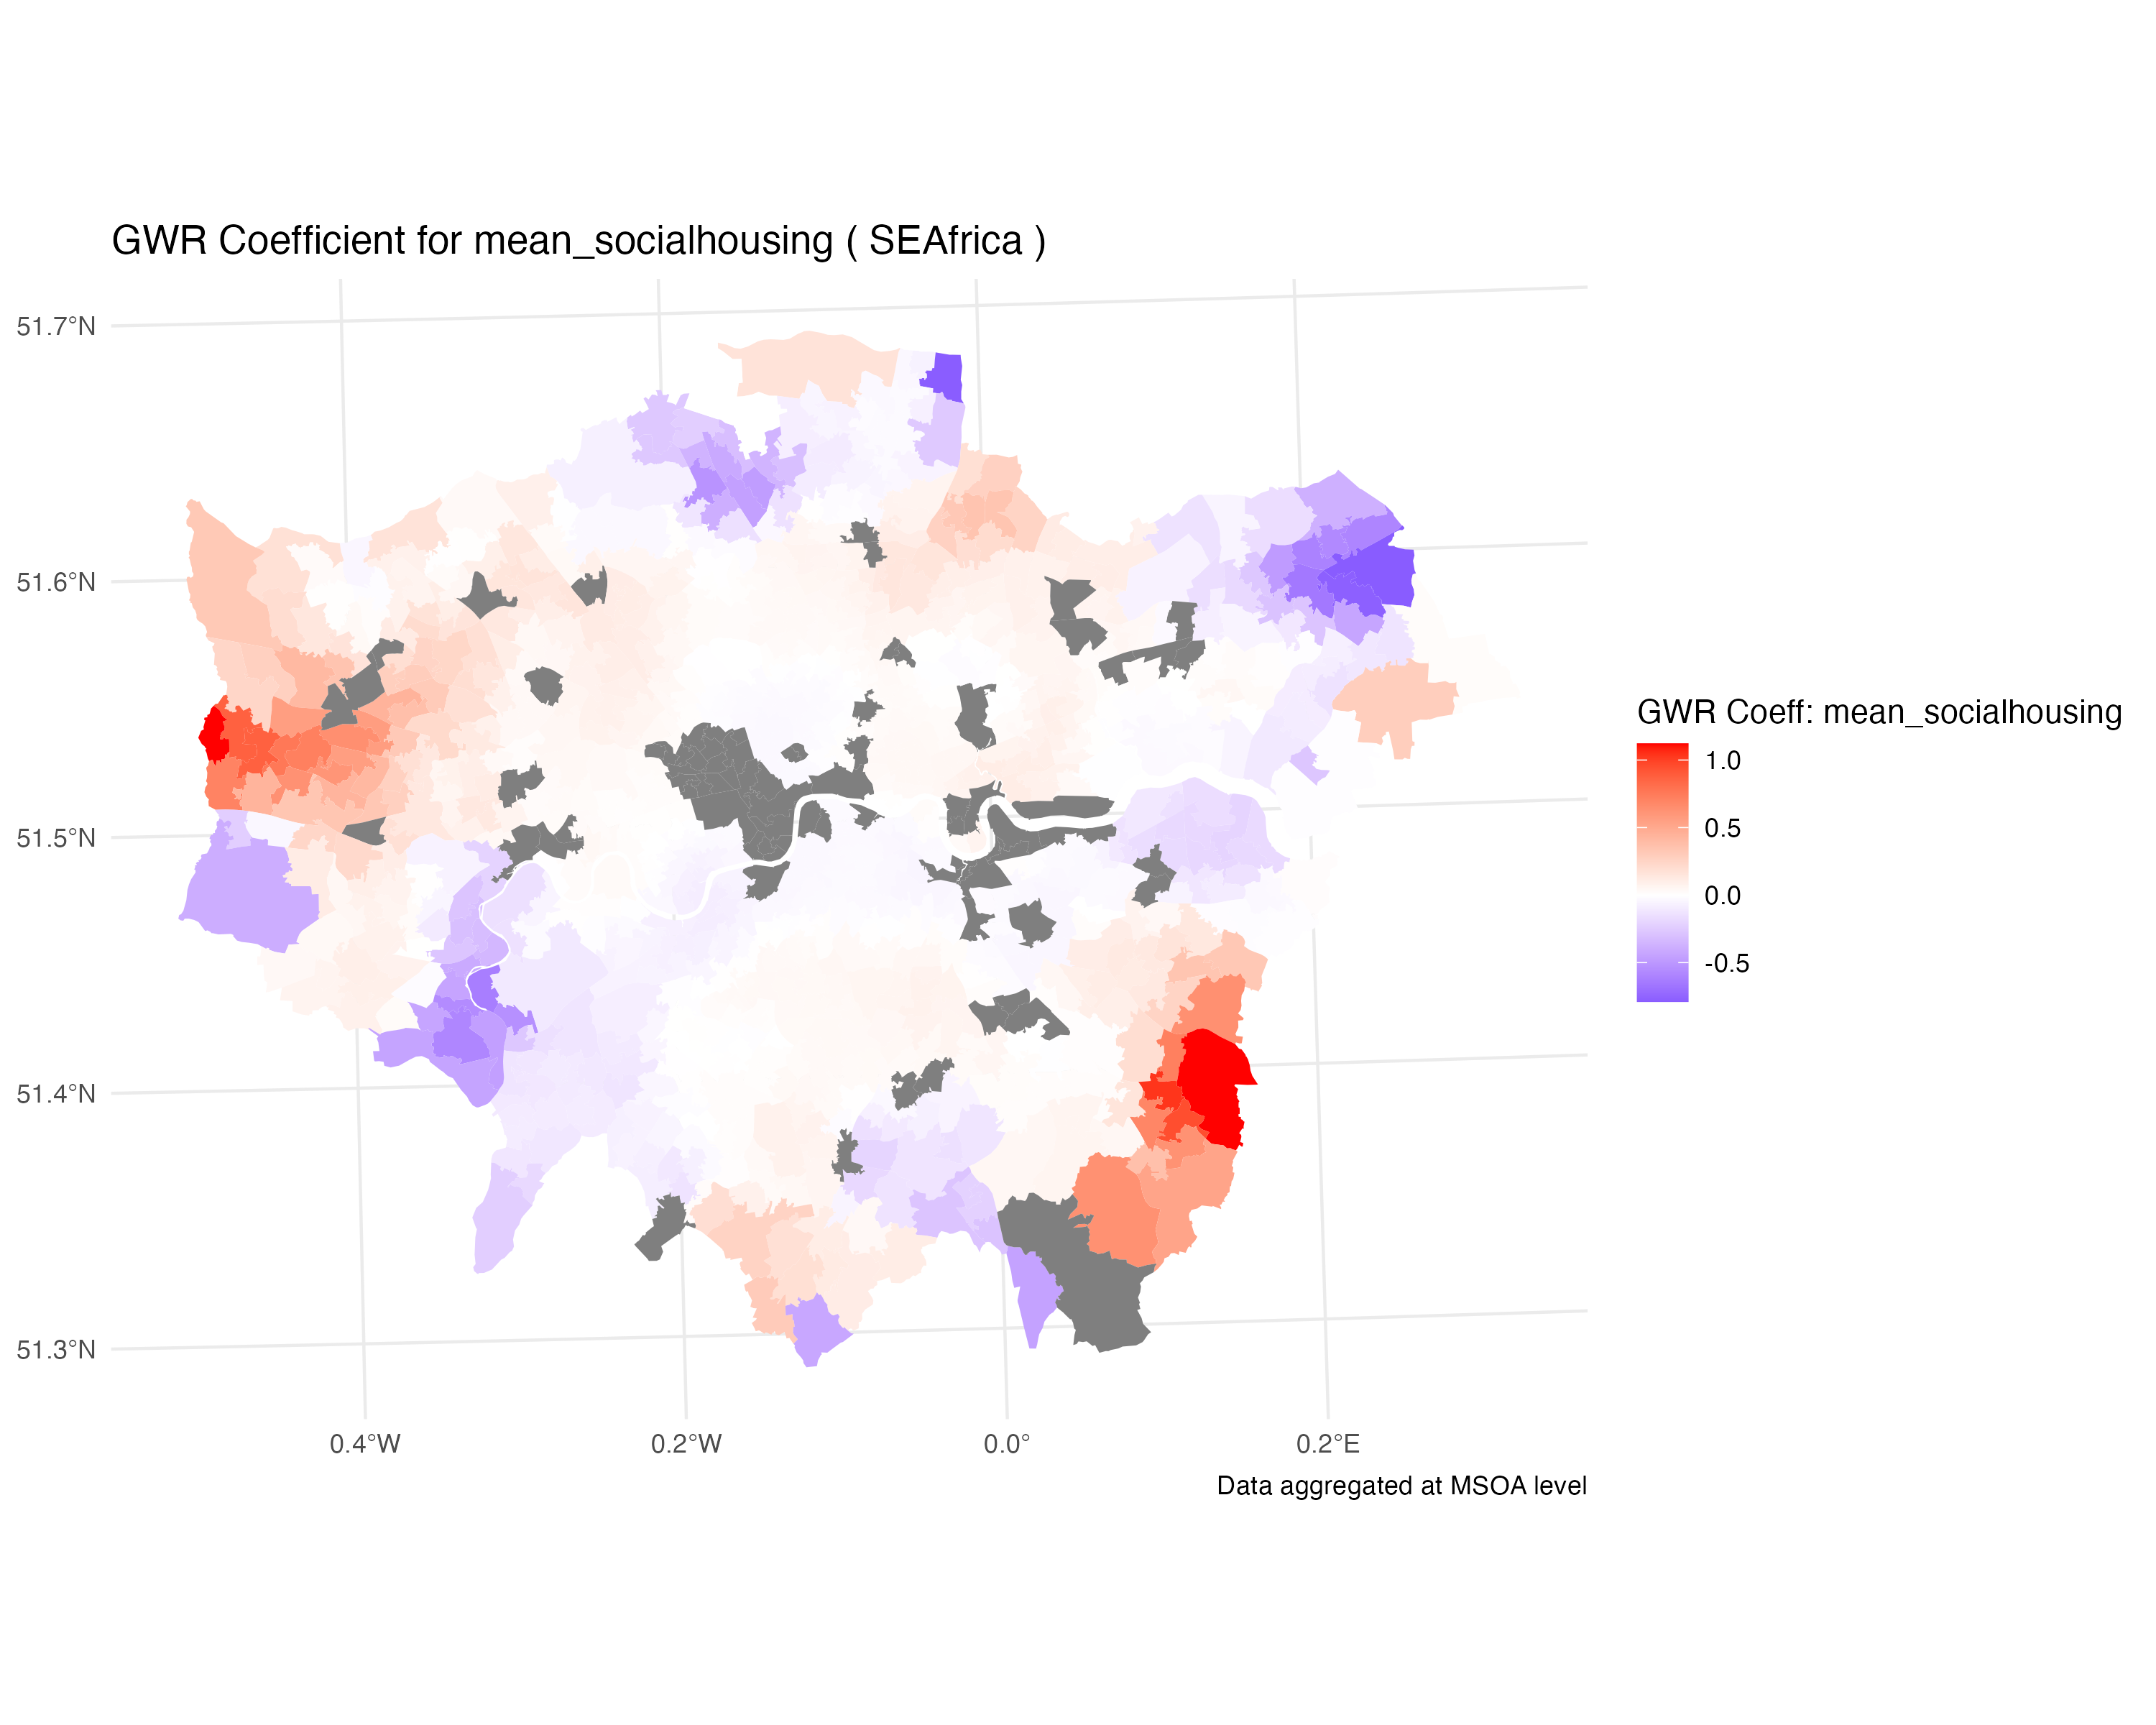 GWR Coefficient for mean_socialhousing ( SEAfrica )
51.7°N
51.6°N
51.5°N
51.4°N
51.3°N
0.4°W
0.2°W
0.0°
0.2°E
GWR Coeff: mean_socialhousing
1.0
0.5
0.0
-0.5
Data aggregated at MSOA level